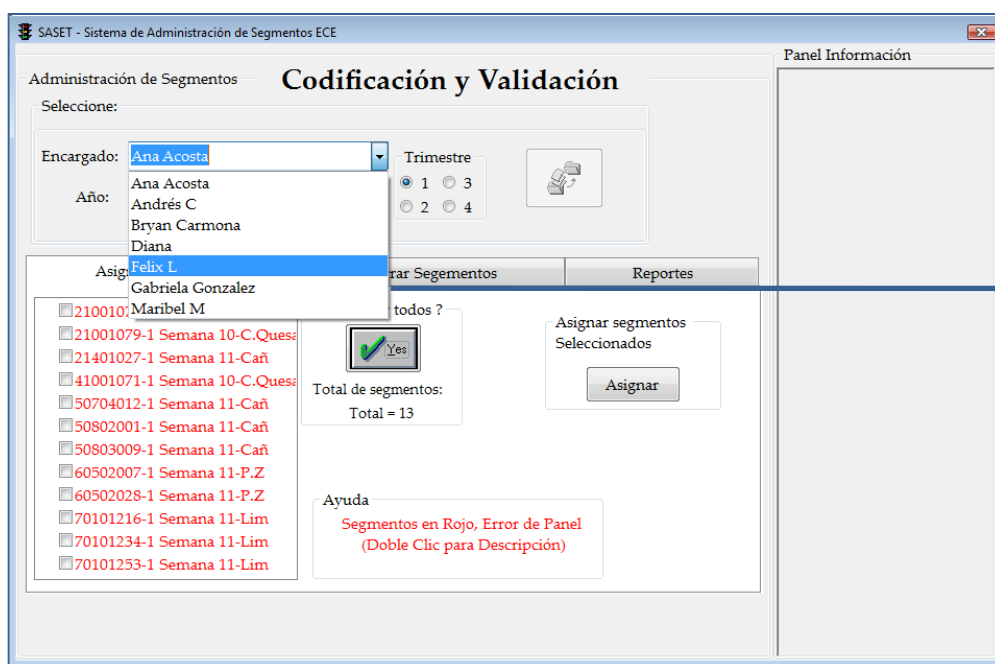 SASET - Sistema de Administración de Segmentos ECE
Panel Información
Administración de Segmentos
Codificación y Validación
Seleccione:
Encargado:
Ana Acosta
Trimestre
1
3
2
4
Año:
Ana Acosta
Andrés C
Bryan Carmona
Diana
Felix L
Gabriela Gonzalez
Maribel M
Asig
rar Segementos
Reportes
todos ?
Yes
Total de segmentos:
Total = 13
Asignar segmentos
Seleccionados
Asignar
21001079-1 Semana 10-C.Quesa
21401027-1 Semana 11-Cañ
41001071-1 Semana 10-C.Quesa
50704012-1 Semana 11-Cañ
50802001-1 Semana 11-Cañ
50803009-1 Semana 11-Cañ
60502007-1 Semana 11-P.Z
60502028-1 Semana 11-P.Z
70101216-1 Semana 11-Lim
70101234-1 Semana 11-Lim
70101253-1 Semana 11-Lim
Ayuda
Segmentos en Rojo, Error de Panel
(Doble Clic para Descripción)